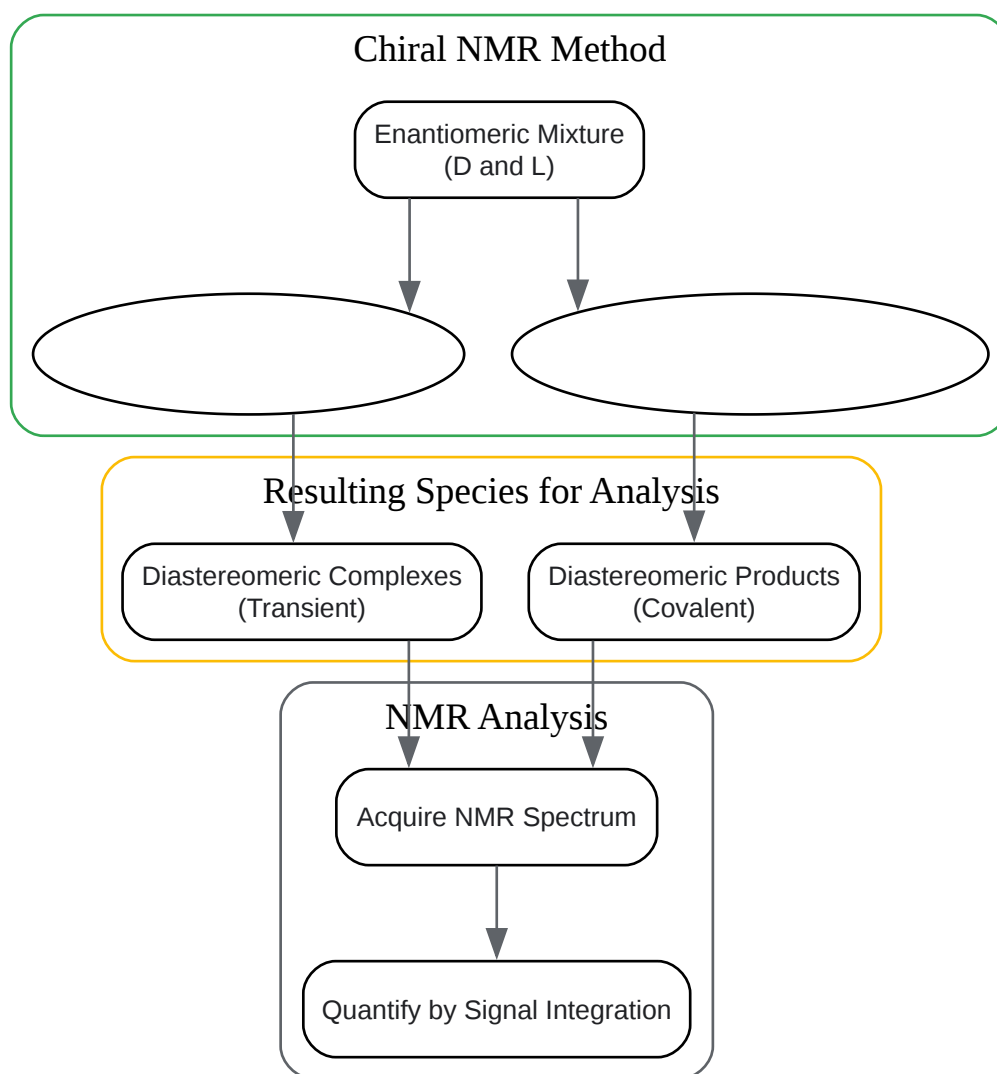 Chiral NMR Method
Enantiomeric Mixture
(D and L)
Resulting Species for Analysis
Diastereomeric Complexes
(Transient)
Diastereomeric Products
(Covalent)
NMR Analysis
Acquire NMR Spectrum
Quantify by Signal Integration